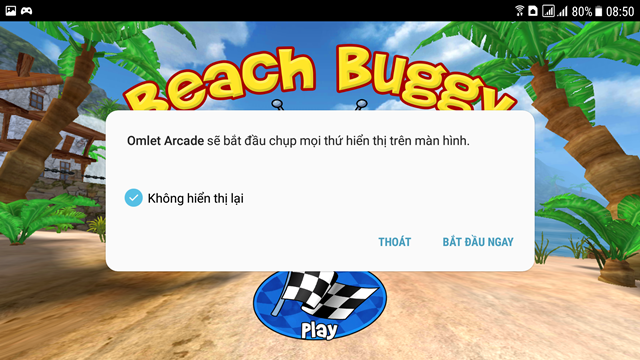 80% 08:50
Beach Buggy
Omlet Arcade sẽ bắt đầu chụp mọi thứ hiển thị trên màn hình.
Không hiển thị lại
THOÁT BẮT ĐẦU NGAY
Play